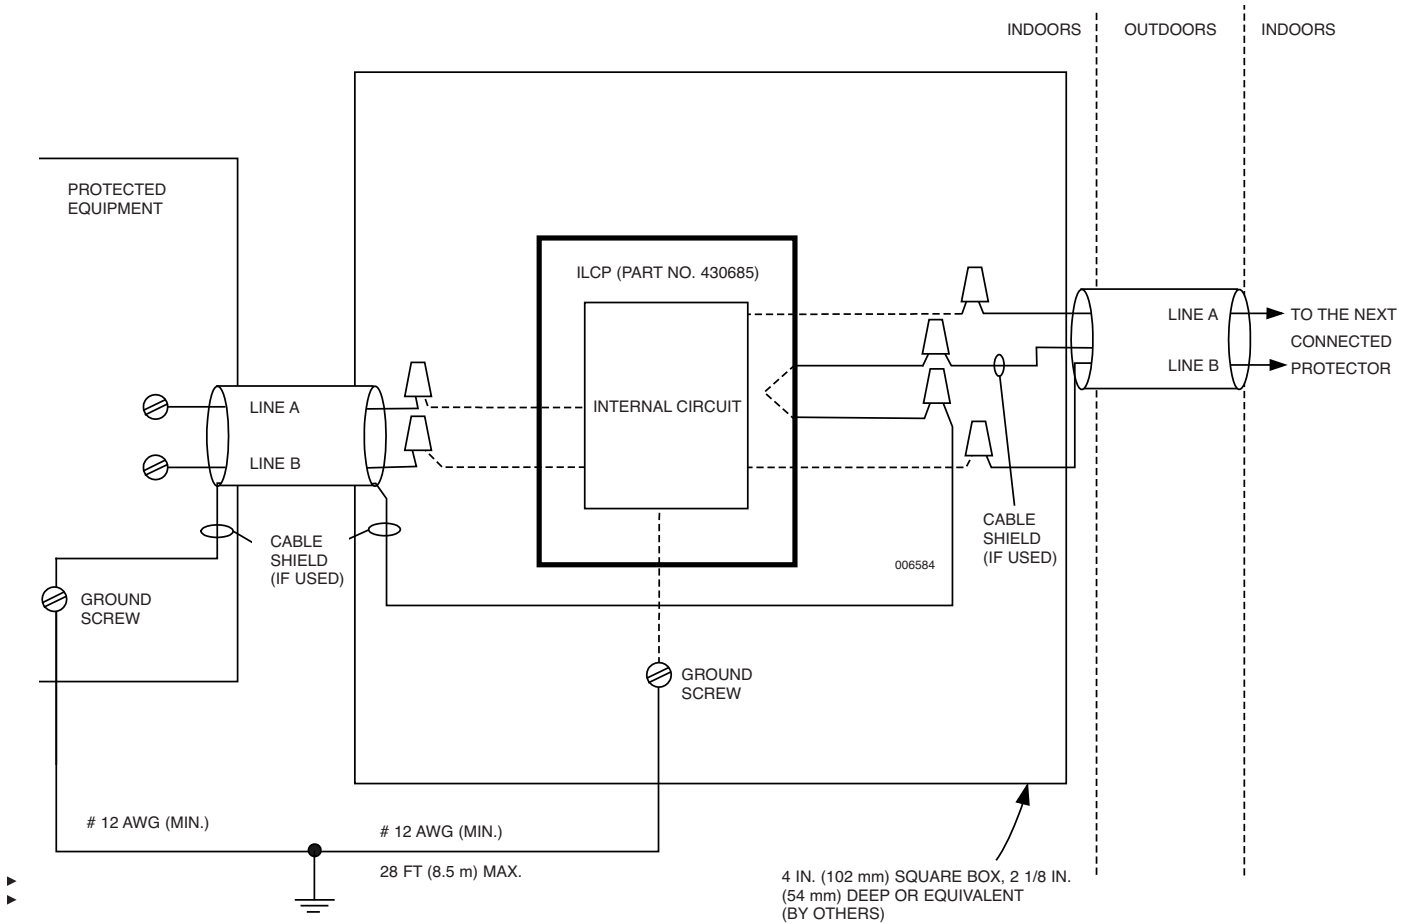 INDOORS
OUTDOORS
INDOORS
PROTECTED
EQUIPMENT
ILCP (PART NO. 430685)
INTERNAL CIRCUIT
LINE A
LINE B
LINE A
LINE B
TO THE NEXT
CONNECTED
PROTECTOR
CABLE
SHIELD
(IF USED)
CABLE
SHIELD
(IF USED)
006584
GROUND
SCREW
GROUND
SCREW
# 12 AWG (MIN.)
# 12 AWG (MIN.)
28 FT (8.5 m) MAX.
4 IN. (102 mm) SQUARE BOX, 2 1/8 IN.
(54 mm) DEEP OR EQUIVALENT
(BY OTHERS)